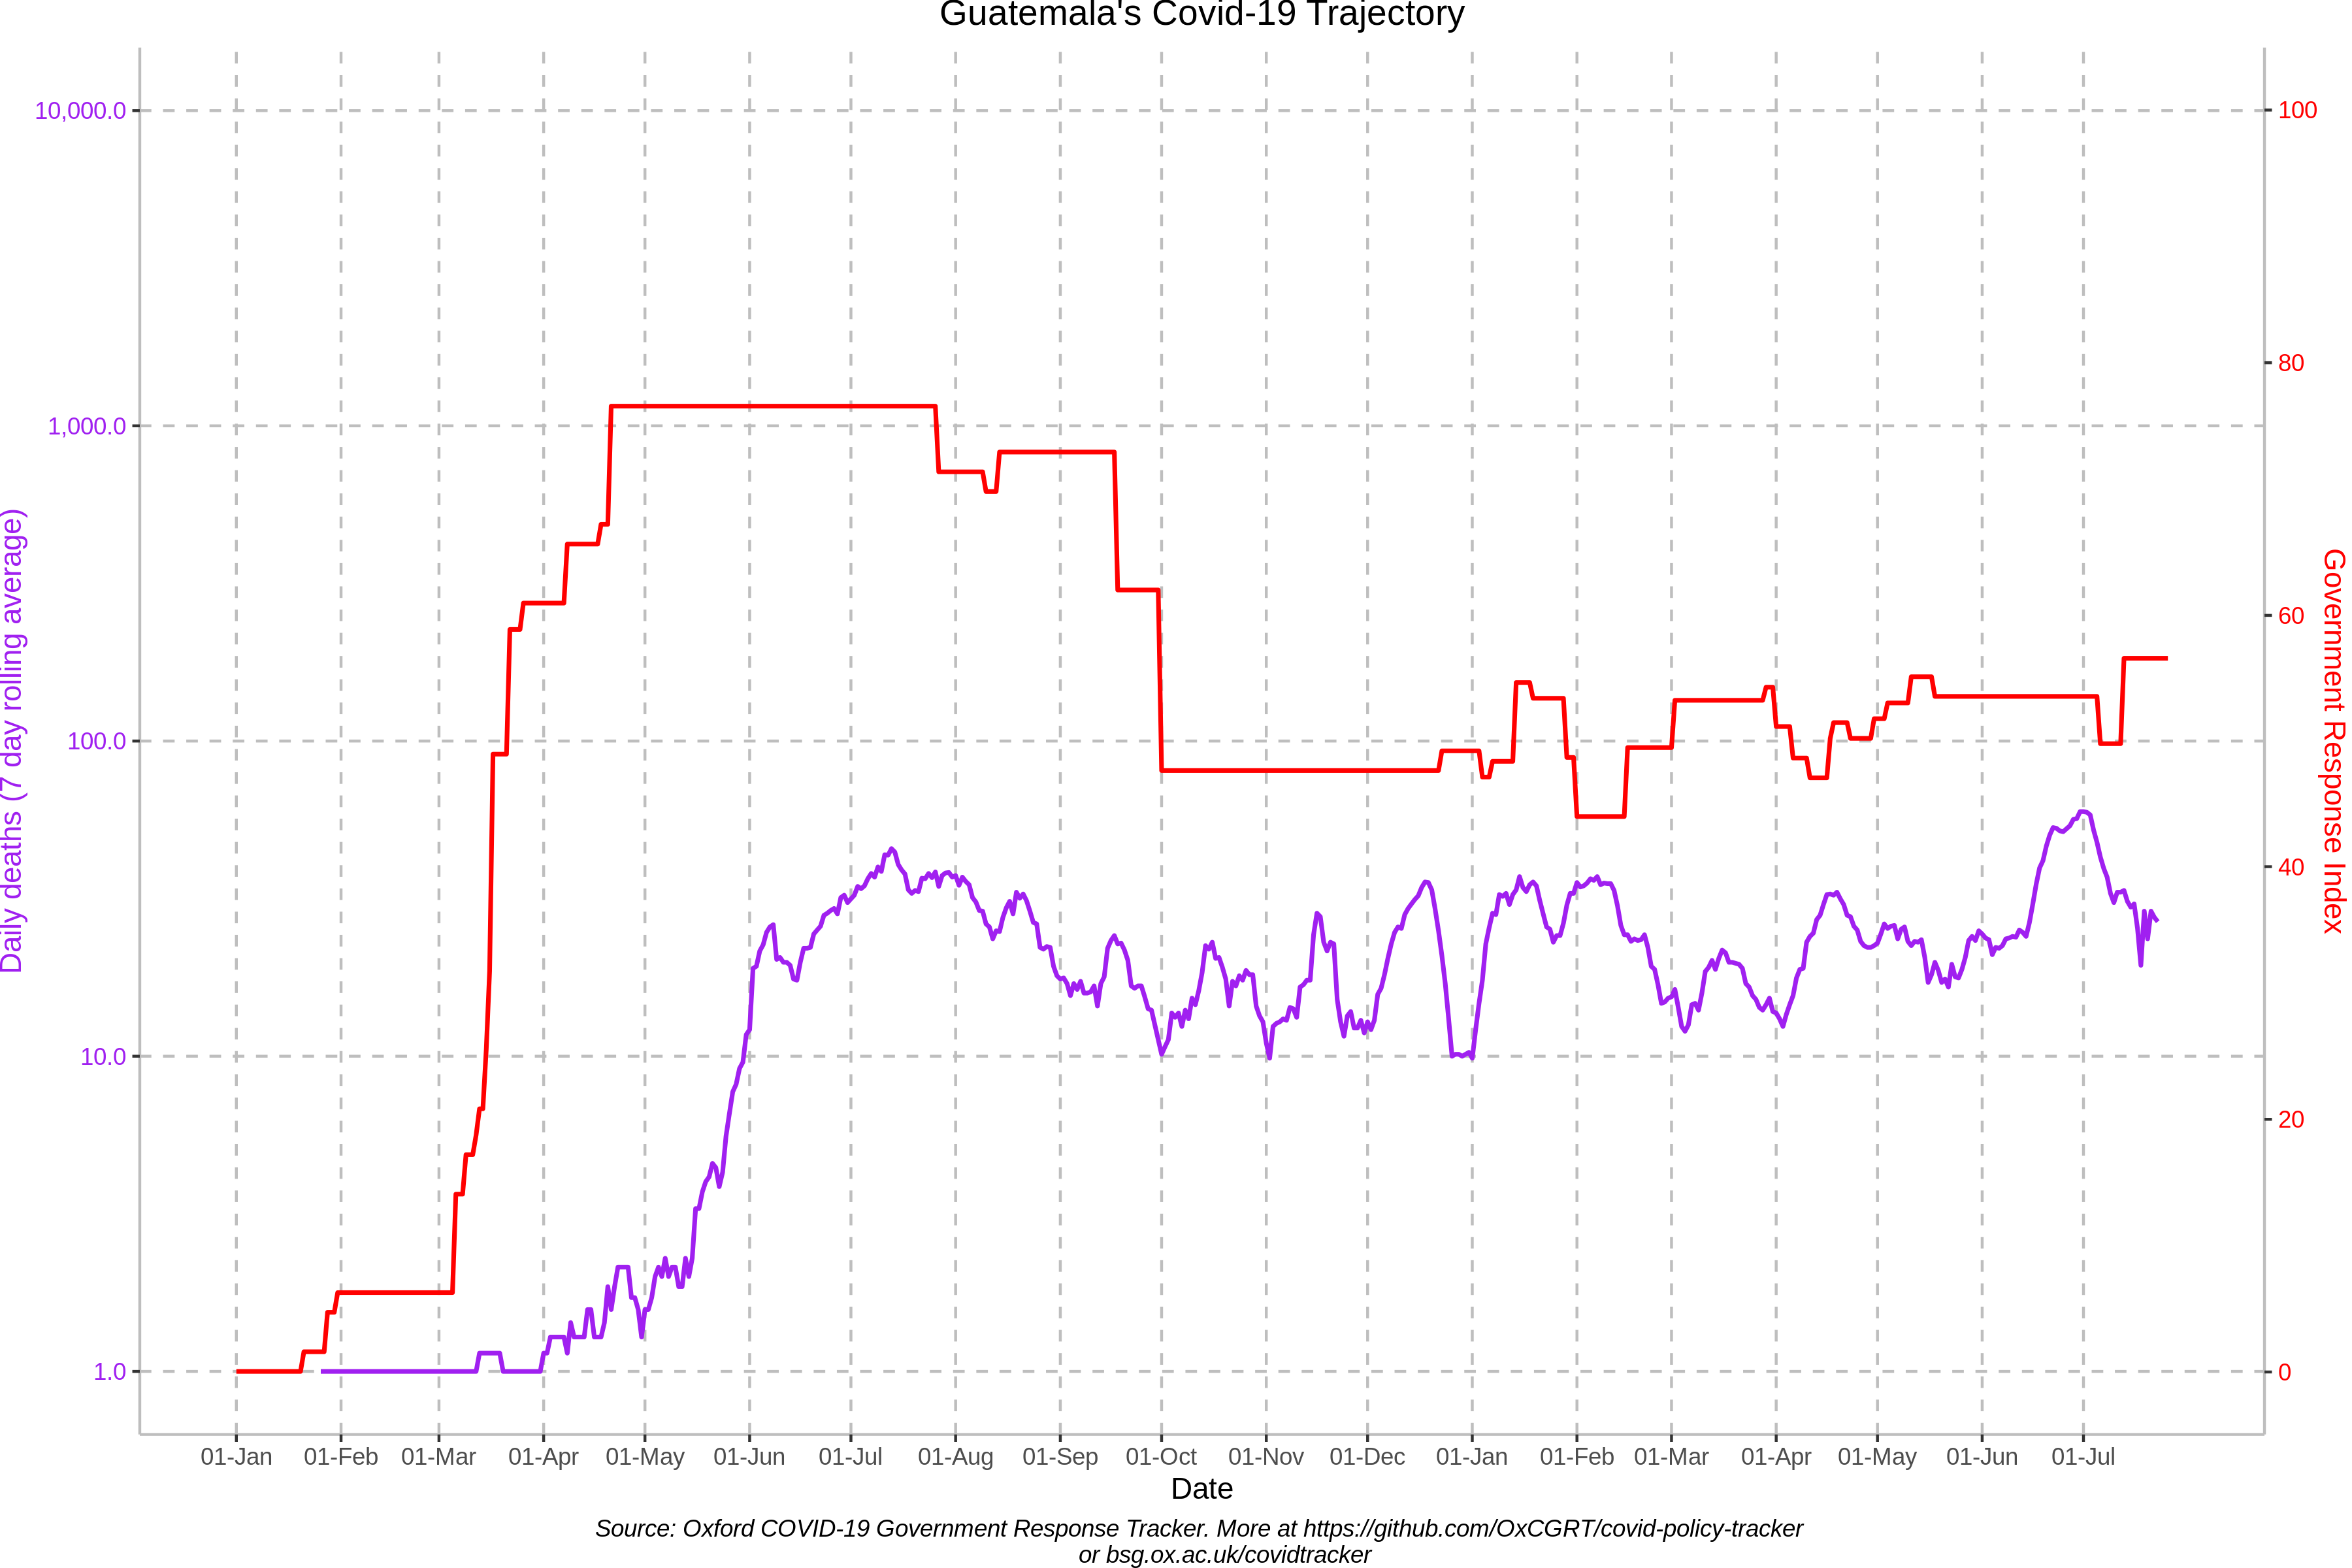 Guatemala's Covid-19 Trajectory
10,000.0
1,000.0
100.0
10.0
1.0
Daily deaths (7 day rolling average)
100
80
60
40
20
0
Government Response Index
01-Jan 01-Feb 01-Mar 01-Apr 01-May 01-Jun 01-Jul 01-Aug 01-Sep 01-Oct 01-Nov 01-Dec 01-Jan 01-Feb 01-Mar 01-Apr 01-May 01-Jun 01-Jul
Date
Source: Oxford COVID-19 Government Response Tracker. More at https://github.com/OxCGRT/covid-policy-tracker
or bsg.ox.ac.uk/covidtracker